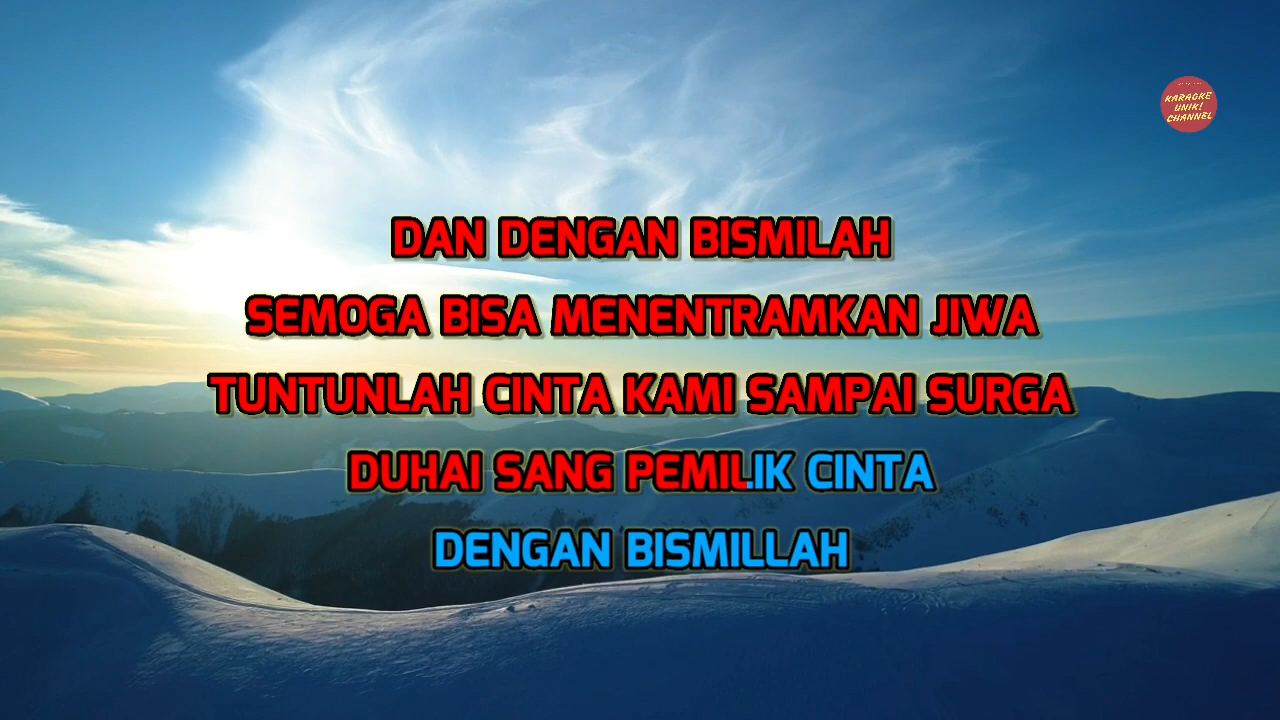 KARAOKE
UNIK!
CHANNEL
DAN DENGAN BISMILAH
SEMOGA BISA MENENTRAMKAN JIWA
TUNTUNLAH CINTA KAMI SAMPAI SURGA
DUHAI SANG PEMILIK CINTA
DENGAN BISMILLAH